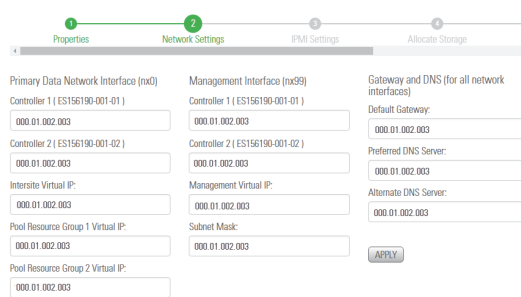 1
2
3
4
Properties
Network Settings
IPMI Settings
Allocate Storage
Primary Data Network Interface (nx0)
Controller 1 ( ES156190-001-01 )
000.01.002.003
Controller 2 ( ES156190-001-02 )
000.01.002.003
Intersite Virtual IP:
000.01.002.003
Pool Resource Group 1 Virtual IP:
000.01.002.003
Pool Resource Group 2 Virtual IP:
000.01.002.003
Management Interface (nx99)
Controller 1 ( ES156190-001-01 )
000.01.002.003
Controller 2 ( ES156190-001-02 )
000.01.002.003
Management Virtual IP:
000.01.002.003
Subnet Mask:
000.01.002.003
Gateway and DNS (for all network
interfaces)
Default Gateway:
000.01.002.003
Preferred DNS Server:
000.01.002.003
Alternate DNS Server:
000.01.002.003
APPLY